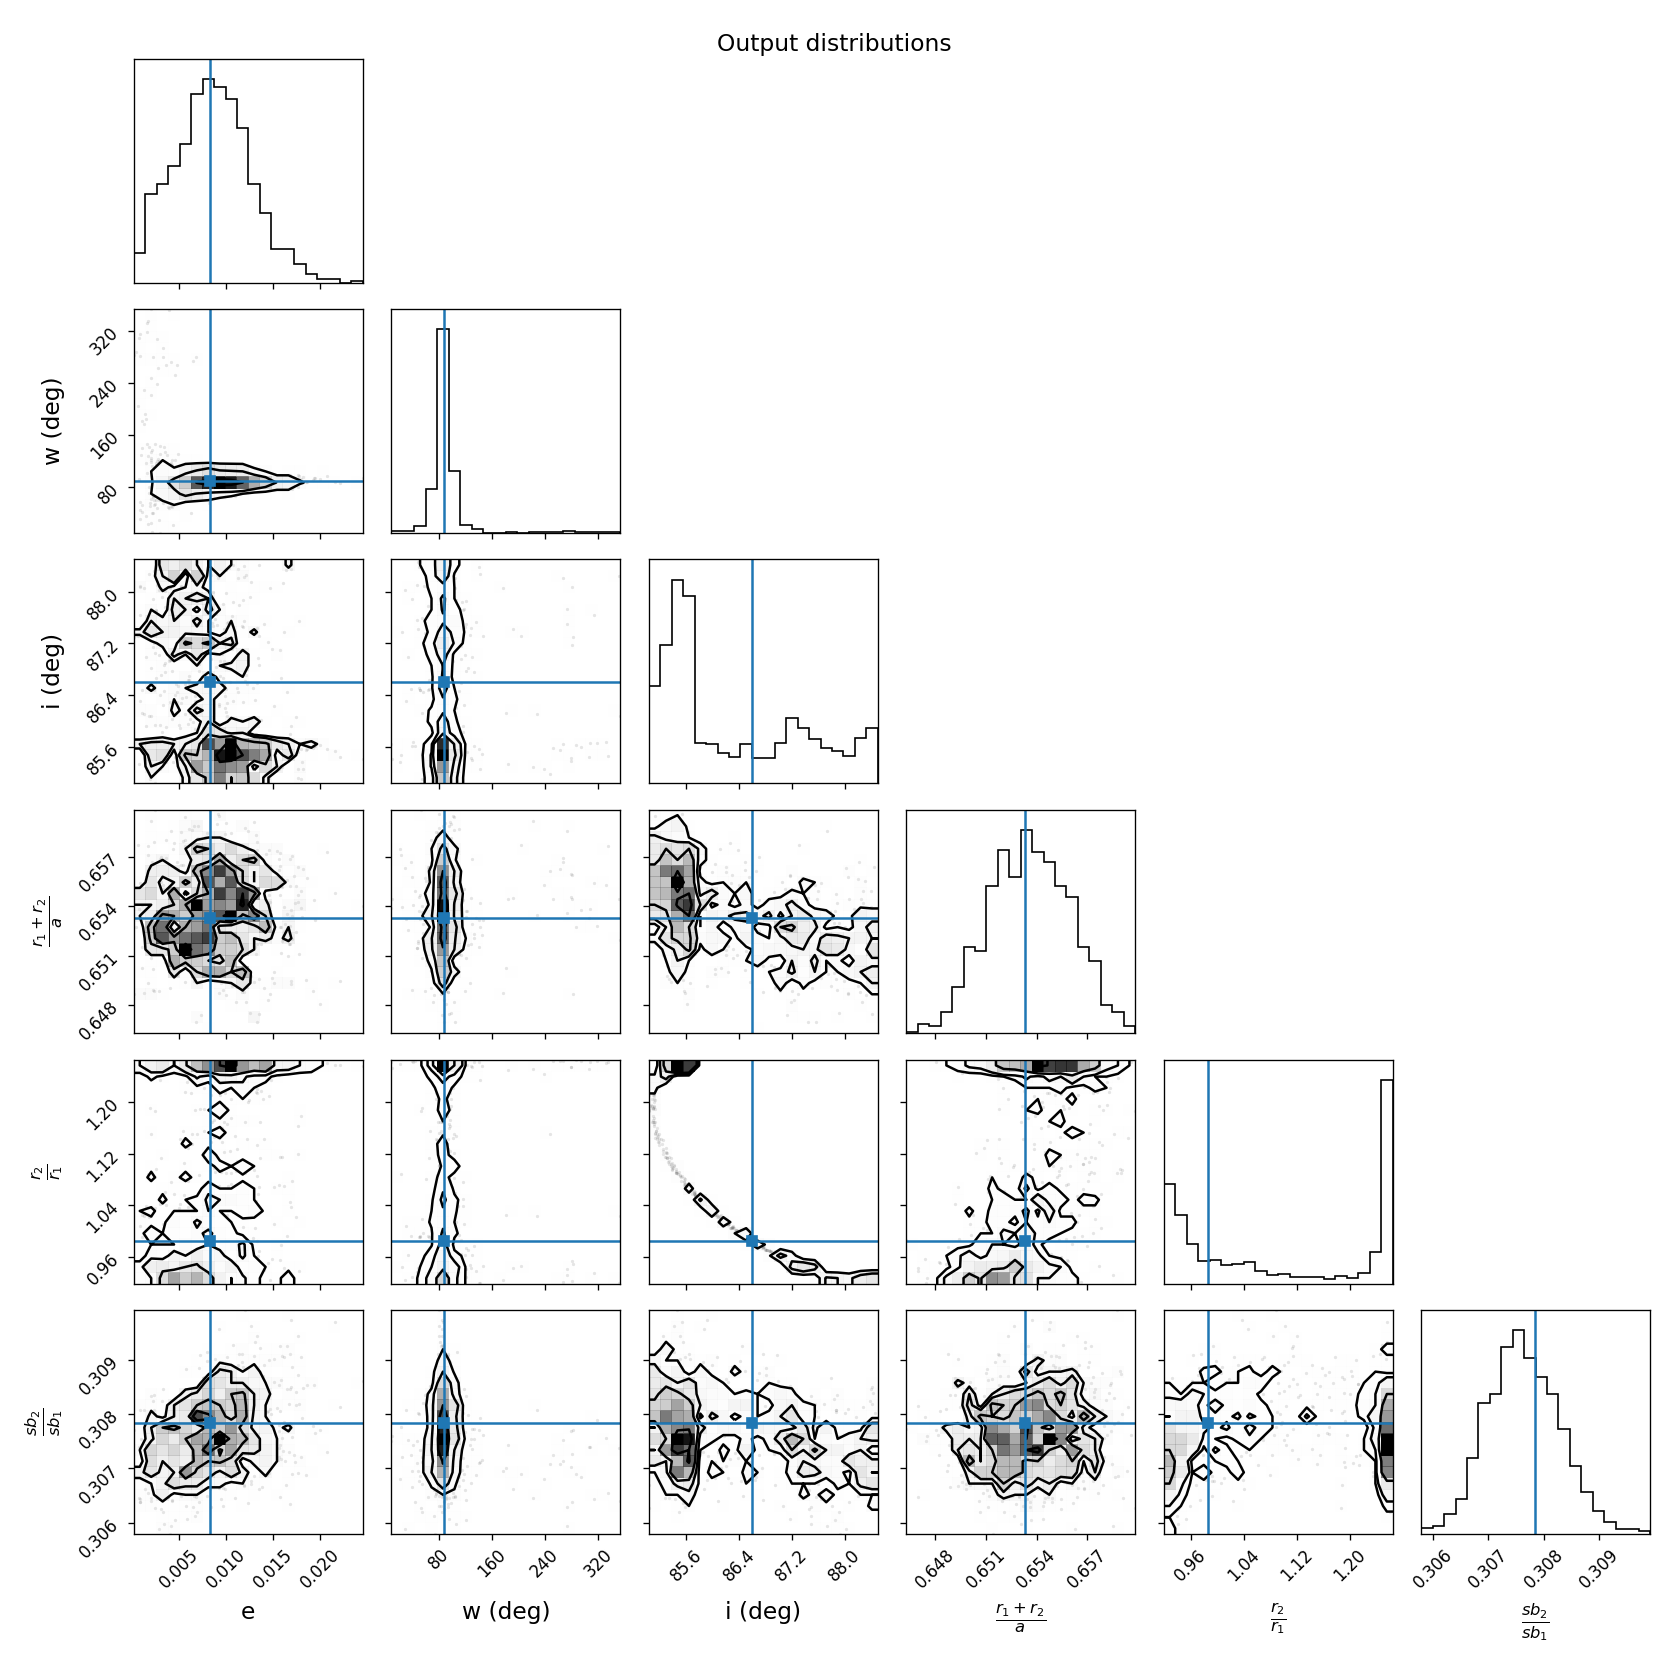 Output distributions
w (deg)
320
240
160
80
i (deg)
88.0
87.2
86.4
85.6
r₁ + r₂
a
0.657
0.654
0.651
0.648
r₂
r₁
1.20
1.12
1.04
0.96
sb₂
sb₁
0.309
0.308
0.307
0.306
0.005 0.010 0.015 0.020
80 160 240 320
85.6 86.4 87.2 88.0
0.648 0.651 0.654 0.657
0.96 1.04 1.12 1.20
0.306 0.307 0.308 0.309
e
w (deg)
i (deg)
r₁ + r₂
a
r₂
r₁
sb₂
sb₁